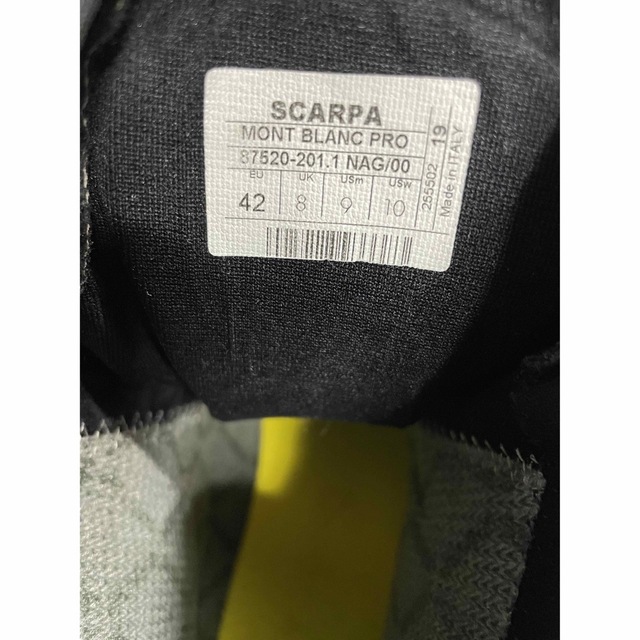 SCARPA
MONT BLANC PRO
87520-201.1 NAG/00
EU UK USm USw
42 8 9 10
255502 19
Made in ITALY